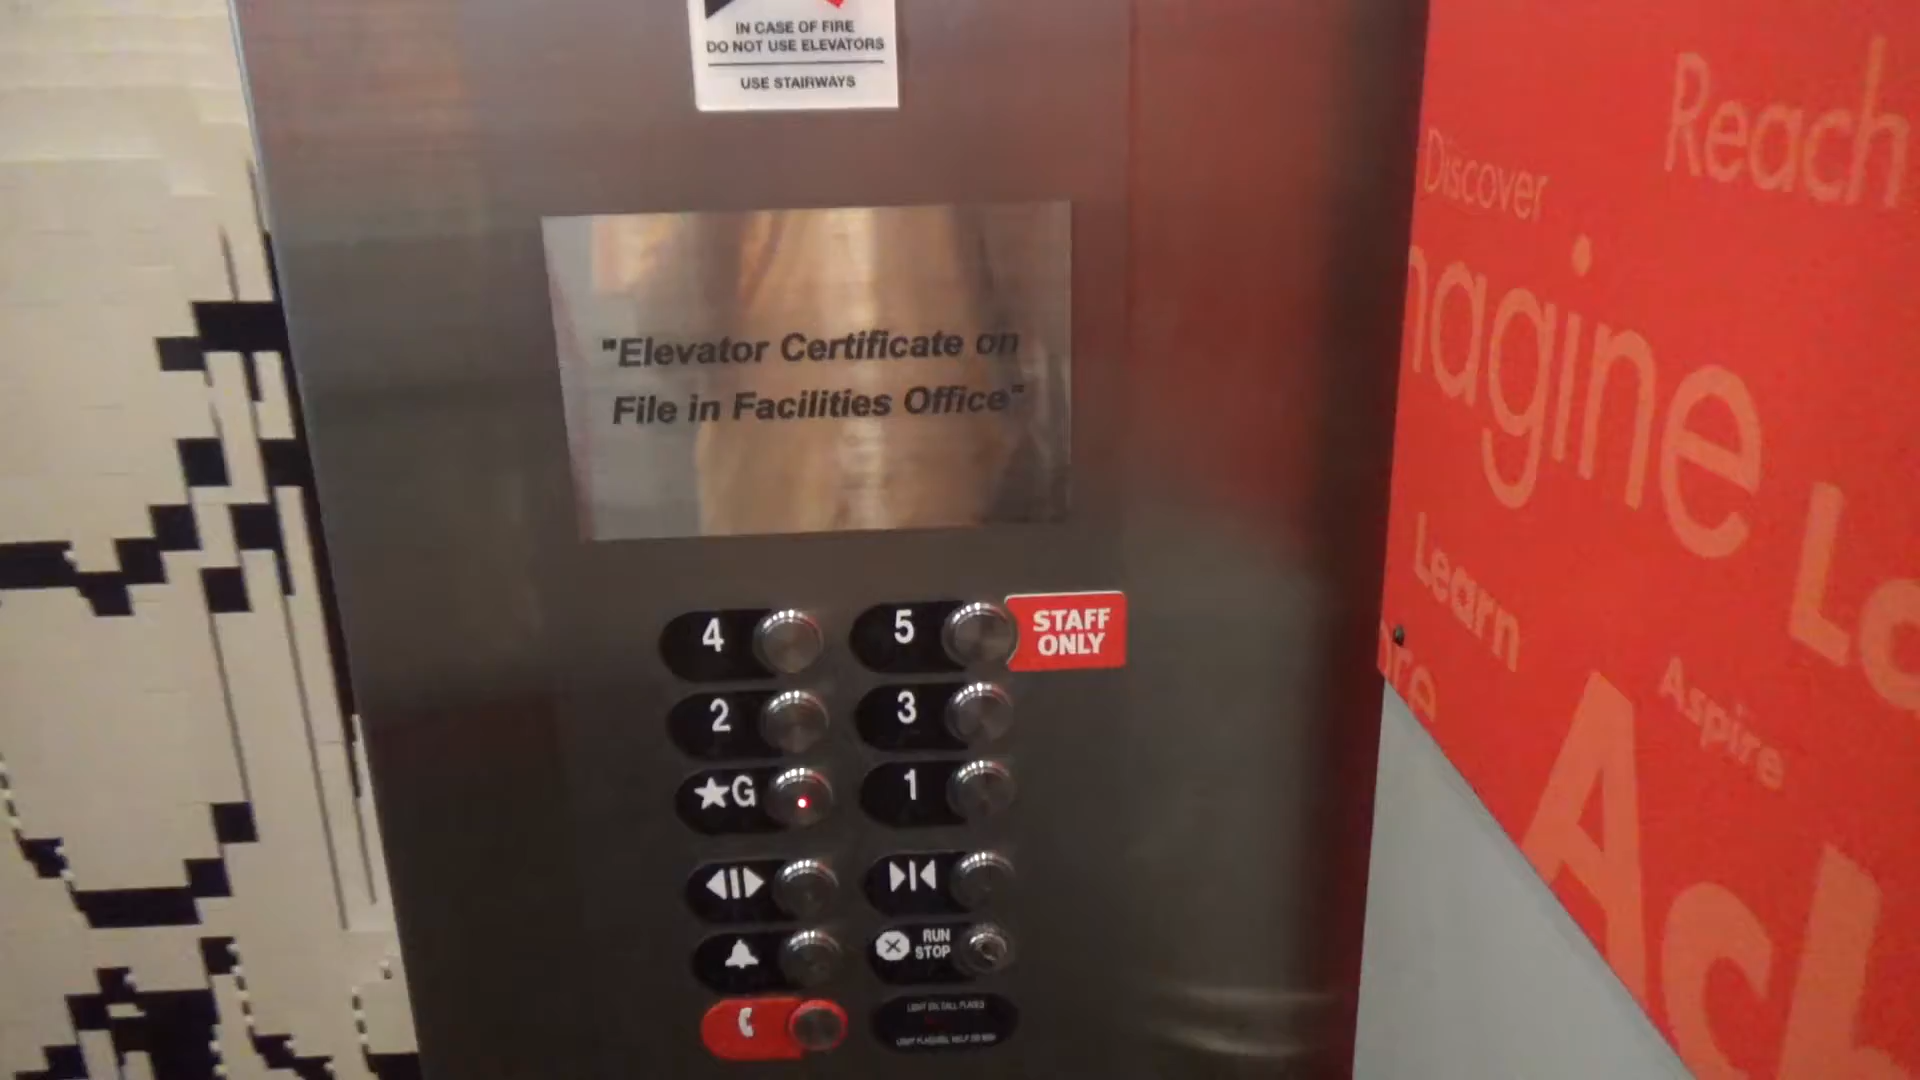 IN CASE OF FIRE
DO NOT USE ELEVATORS
USE STAIRWAYS
"Elevator Certificate on
File in Facilities Office"
4
5
STAFF
ONLY
2
3
★G
1
RUN
STOP
Reach
Discover
magine
Learn
Aspire